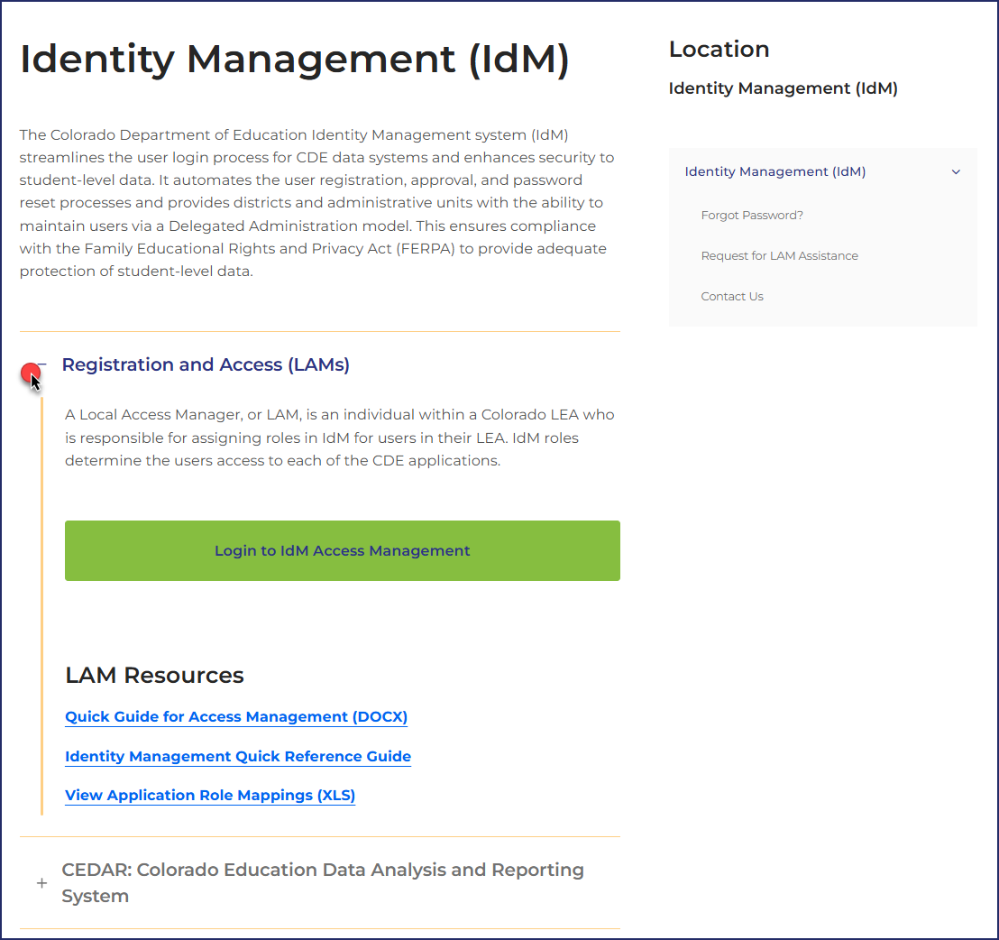 Identity Management (IdM)
The Colorado Department of Education Identity Management system (IdM)
streamlines the user login process for CDE data systems and enhances security to
student-level data. It automates the user registration, approval, and password
reset processes and provides districts and administrative units with the ability to
maintain users via a Delegated Administration model. This ensures compliance
with the Family Educational Rights and Privacy Act (FERPA) to provide adequate
protection of student-level data.
Registration and Access (LAMs)
A Local Access Manager, or LAM, is an individual within a Colorado LEA who
is responsible for assigning roles in IdM for users in their LEA. IdM roles
determine the users access to each of the CDE applications.
Login to IdM Access Management
LAM Resources
Quick Guide for Access Management (DOCX)
Identity Management Quick Reference Guide
View Application Role Mappings (XLS)
CEDAR: Colorado Education Data Analysis and Reporting
System
Location
Identity Management (IdM)
Identity Management (IdM)
Forgot Password?
Request for LAM Assistance
Contact Us